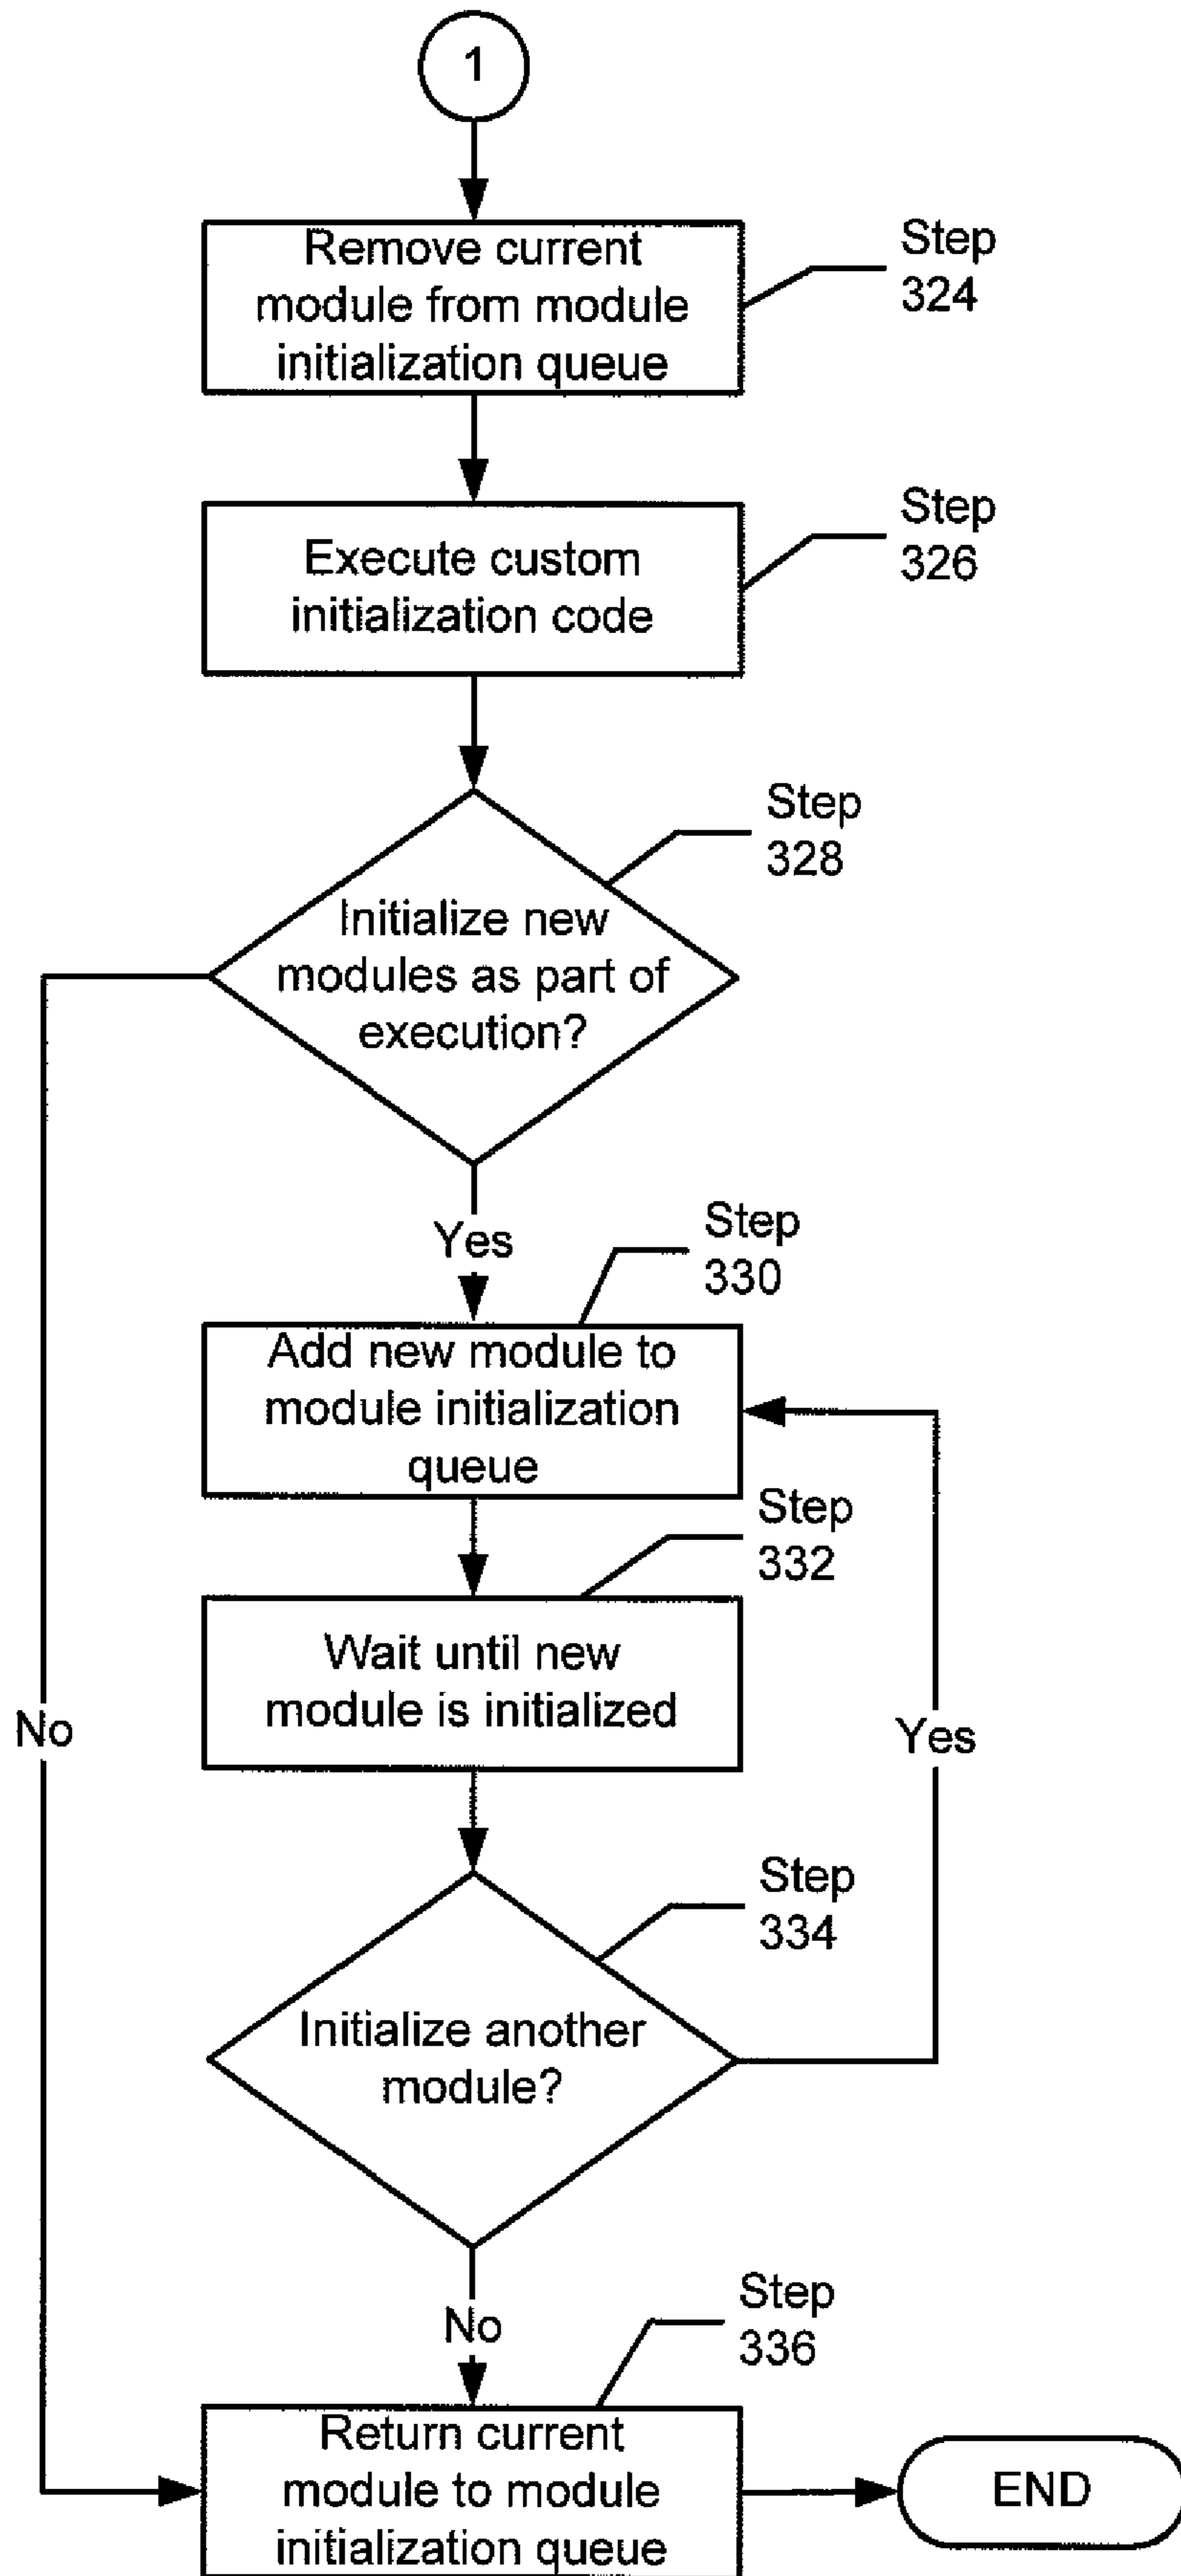 1
Remove current
module from module
initialization queue
Step
324
Execute custom
initialization code
Step
326
Initialize new
modules as part of
execution?
Step
328
Yes
Add new module to
module initialization
queue
Step
330
Wait until new
module is initialized
Step
332
No
Yes
Initialize another
module?
Step
334
No
Return current
module to module
initialization queue
Step
336
END